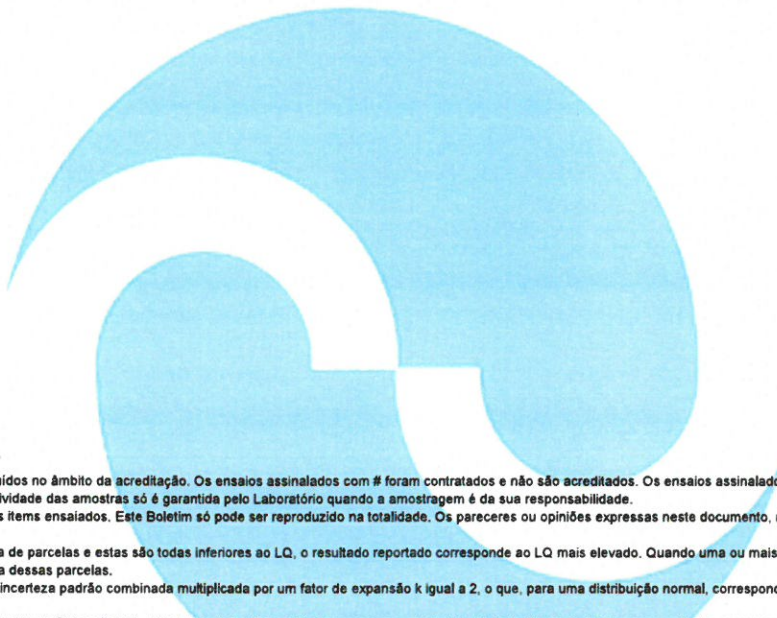 uídos no âmbito da acreditação. Os ensaios assinalados com # foram contratados e não são acreditados. Os ensaios assinalado
ividade das amostras só é garantida pelo Laboratório quando a amostragem é da sua responsabilidade.
s items ensaiados. Este Boletim só pode ser reproduzido na totalidade. Os pareceres ou opiniões expressas neste documento,
a de parcelas e estas são todas inferiores ao LQ, o resultado reportado corresponde ao LQ mais elevado. Quando uma ou mais
a dessas parcelas.
incerteza padrão combinada multiplicada por um fator de expansão k igual a 2, o que, para uma distribuição normal, correspond